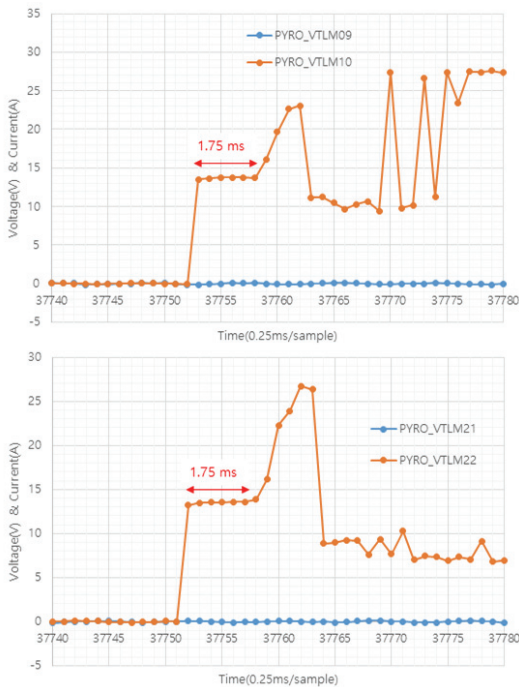 35
30
25
20
15
10
5
0
-5
Voltage(V) & Current(A)
PYRO_VTLM09
PYRO_VTLM10
1.75 ms
37740 37745 37750 37755 37760 37765 37770 37775 37780
Time(0.25ms/sample)
30
25
20
15
10
5
0
-5
Voltage(V) & Current(A)
PYRO_VTLM21
PYRO_VTLM22
1.75 ms
37740 37745 37750 37755 37760 37765 37770 37775 37780
Time(0.25ms/sample)